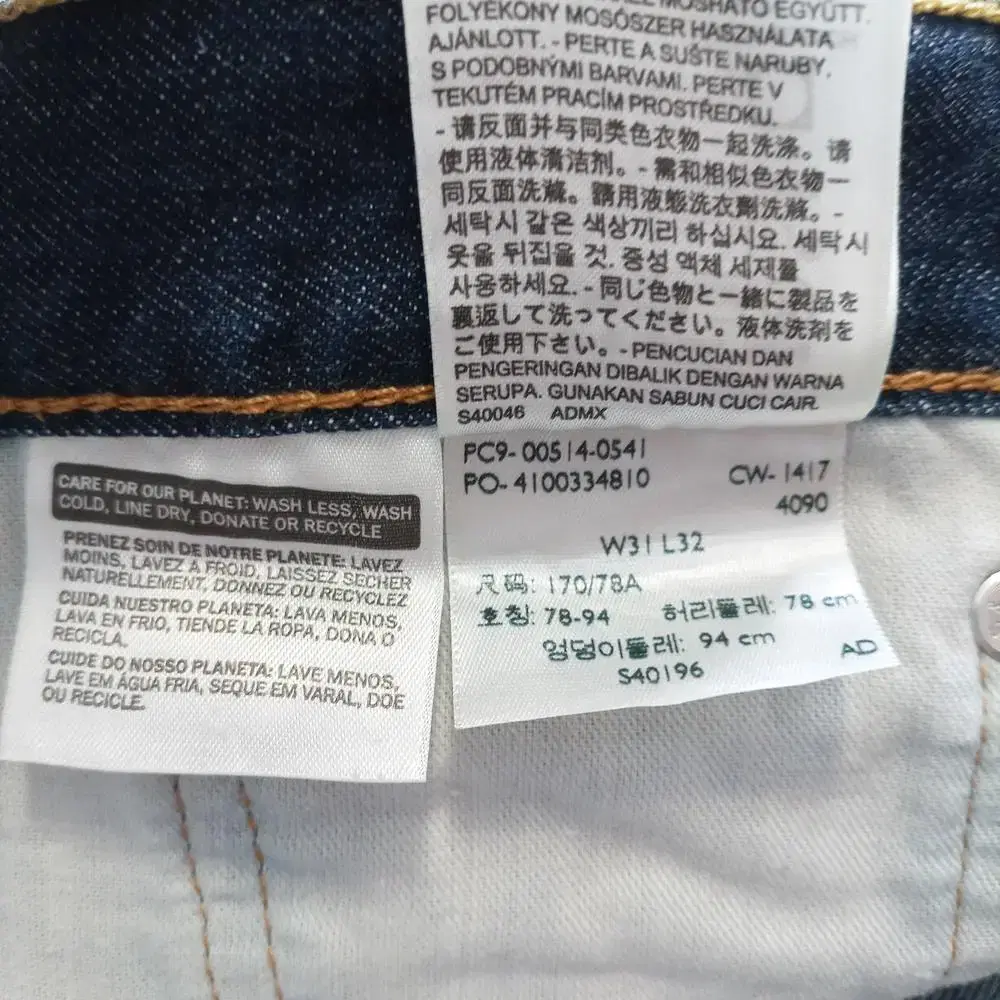 MOSHATÓ EGYÜTT.
FOLYÉKONY MOSÓSZER HASZNÁLATA
AJÁNLOTT. - PERTE A SUŠTE NARUBY.
S PODOBNÝMI BARVAMI. PERTE V
TEKUTÉM PRACÍM PROSTŘEDKU.
- 请反面并与同类色衣物一起洗涤。请
使用液体清洁剂。- 需和相似色衣物一
同反面洗滌。請用液態洗衣劑洗滌。-
세탁시 같은 색상끼리 하십시요. 세탁시
옷을 뒤집을 것. 중성 액체 세제를
사용하세요. - 同じ色物と一緒に製品を
裏返して洗ってください。液体洗剤を
ご使用下さい。- PENCUCIAN DAN
PENGERINGAN DIBALIK DENGAN WARNA
SERUPA. GUNAKAN SABUN CUCI CAIR.
S40046 ADMX
CARE FOR OUR PLANET: WASH LESS, WASH
COLD, LINE DRY, DONATE OR RECYCLE
PRENEZ SOIN DE NOTRE PLANETE: LAVEZ
MOINS, LAVEZ À FROID, LAISSEZ SECHER
NATURELLEMENT, DONNEZ OU RECYCLEZ
CUIDA NUESTRO PLANETA: LAVA MENOS,
LAVA EN FRIO, TIENDE LA ROPA, DONA O
RECICLA.
CUIDE DO NOSSO PLANETA: LAVE MENOS,
LAVE EM ÁGUA FRIA, SEQUE EM VARAL, DOE
OU RECICLE.
PC9-00514-0541
PO-4100334810 CW-1417
4090
W31 L32
尺码: 170/78A
호칭: 78-94 허리둘레: 78 cm
엉덩이둘레: 94 cm AD
S40196